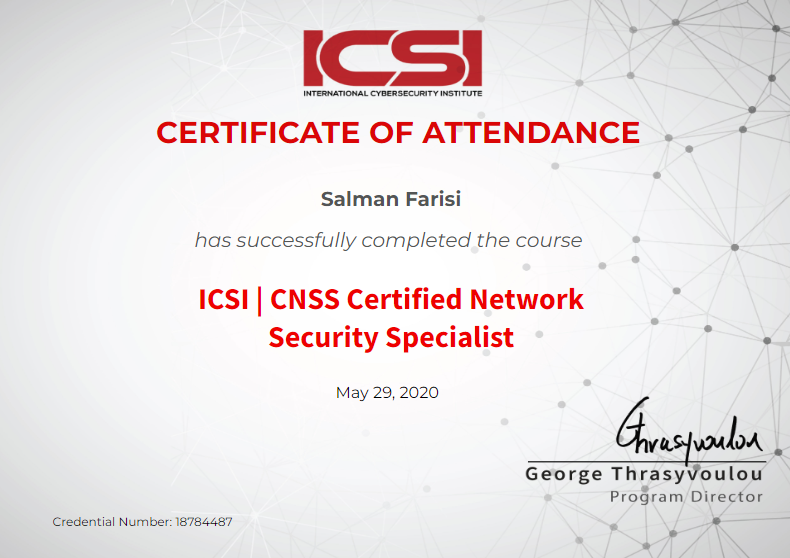 ICSI
INTERNATIONAL CYBERSECURITY INSTITUTE
CERTIFICATE OF ATTENDANCE
Salman Farisi
has successfully completed the course
ICSI | CNSS Certified Network
Security Specialist
May 29, 2020
Thrasyvoulou
George Thrasyvoulou
Program Director
Credential Number: 18784487